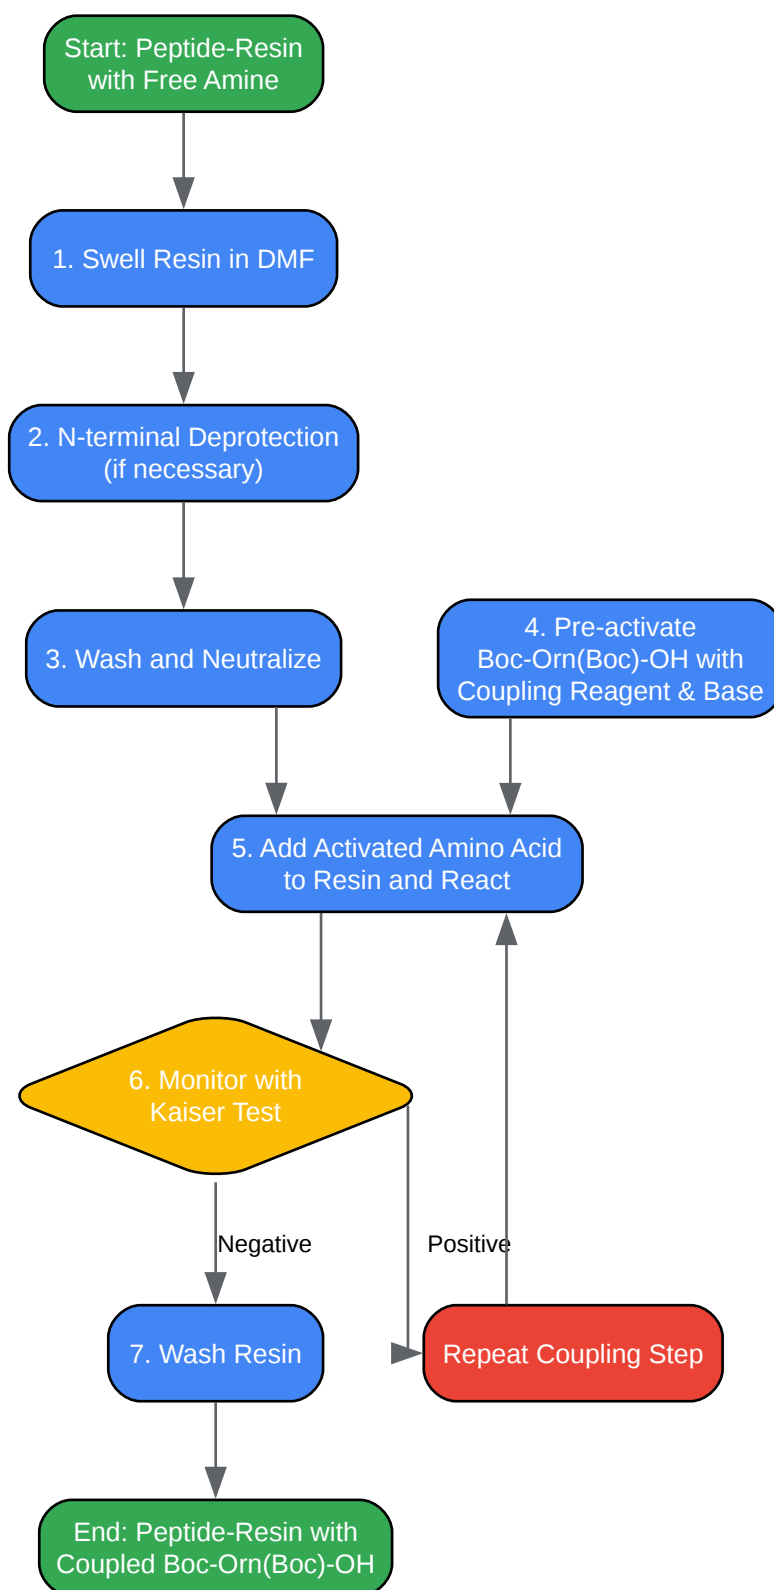 Start: Peptide-Resin
with Free Amine
1. Swell Resin in DMF
2. N-terminal Deprotection
(if necessary)
3. Wash and Neutralize
4. Pre-activate
Boc-Orn(Boc)-OH with
Coupling Reagent & Base
5. Add Activated Amino Acid
to Resin and React
6. Monitor with
Kaiser Test
Negative
Positive
7. Wash Resin
Repeat Coupling Step
End: Peptide-Resin with
Coupled Boc-Orn(Boc)-OH